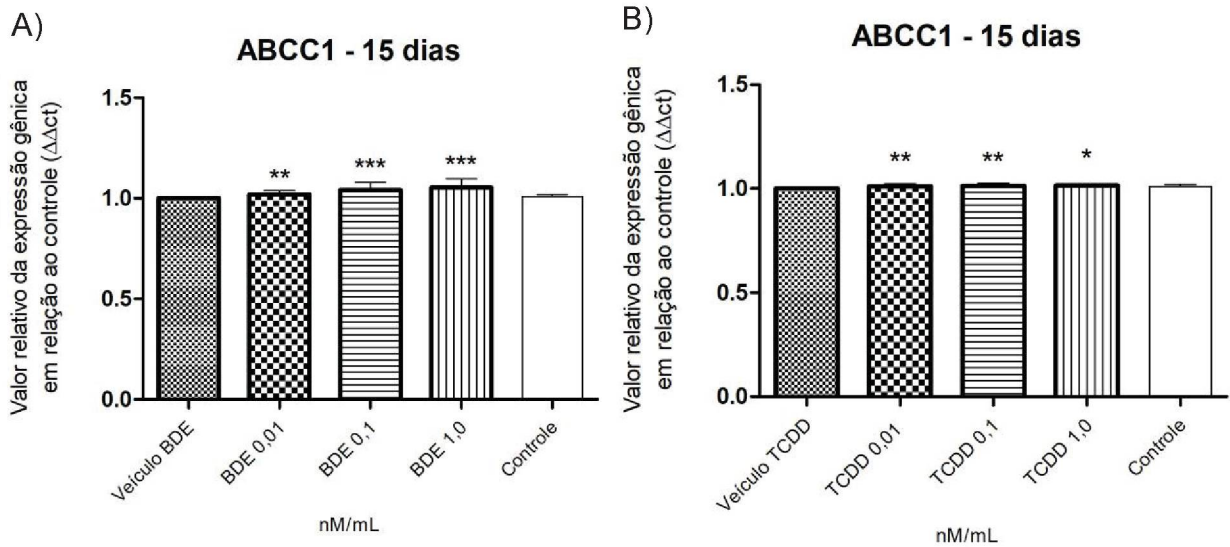 A)
ABCC1 - 15 dias
Valor relativo da expressão gênica
em relação ao controle (ΔΔct)
1.5
1.0
0.5
0.0
**
***
***
Veículo BDE
BDE 0,01
BDE 0,1
BDE 1,0
Controle
nM/mL
B)
ABCC1 - 15 dias
Valor relativo da expressão gênica
em relação ao controle (ΔΔct)
1.5
1.0
0.5
0.0
**
**
*
Veículo TCDD
TCDD 0,01
TCDD 0,1
TCDD 1,0
Controle
nM/mL